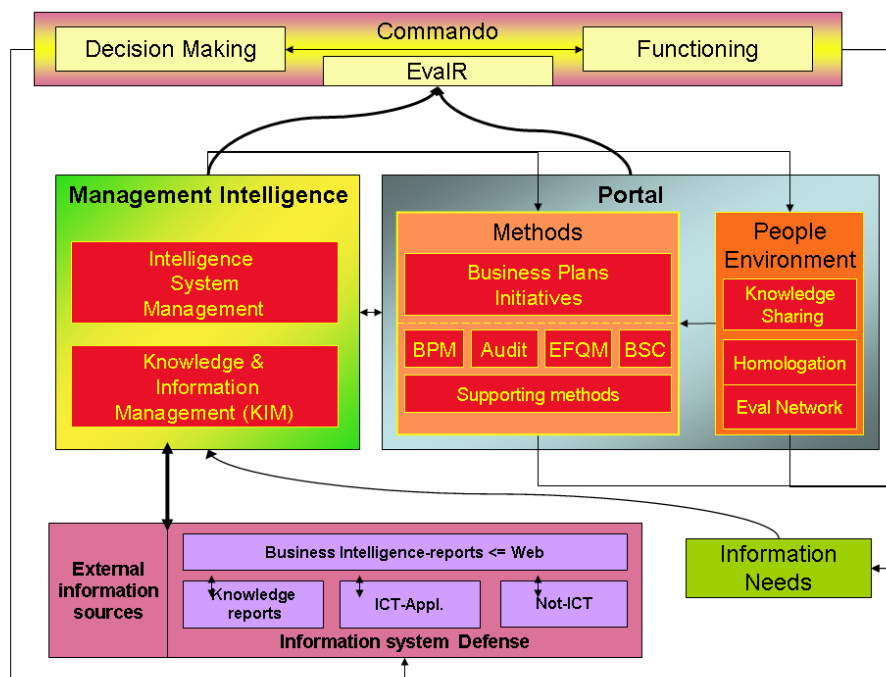 Commando
Decision Making
Functioning
EvalR
Management Intelligence
Intelligence
System
Management
Knowledge &
Information
Management (KIM)
Portal
Methods
Business Plans
Initiatives
BPM
Audit
EFQM
BSC
Supporting methods
People
Environment
Knowledge
Sharing
Homologation
Eval Network
External
information
sources
Business Intelligence-reports <= Web
Knowledge
reports
ICT-Appl.
Not-ICT
Information system Defense
Information
Needs